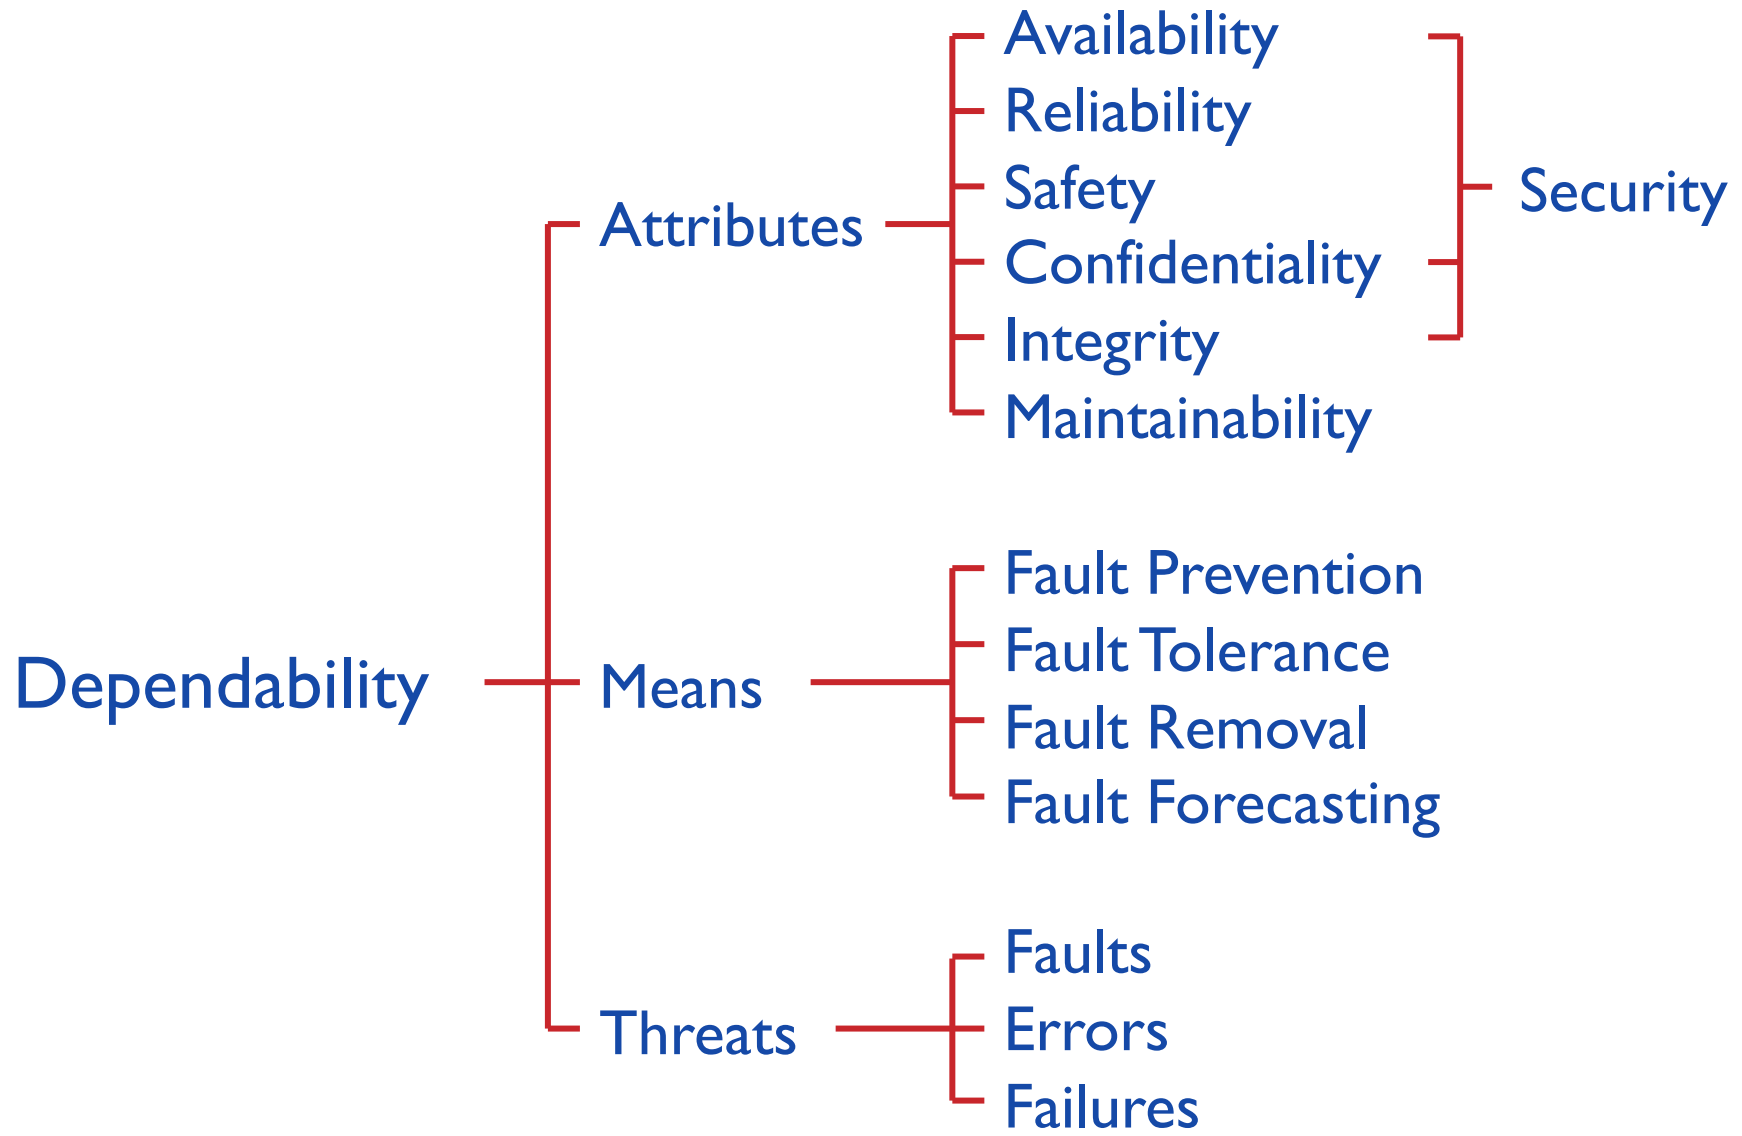 Dependability
Attributes
Availability
Reliability
Safety
Confidentiality
Integrity
Maintainability
Security
Means
Fault Prevention
Fault Tolerance
Fault Removal
Fault Forecasting
Threats
Faults
Errors
Failures